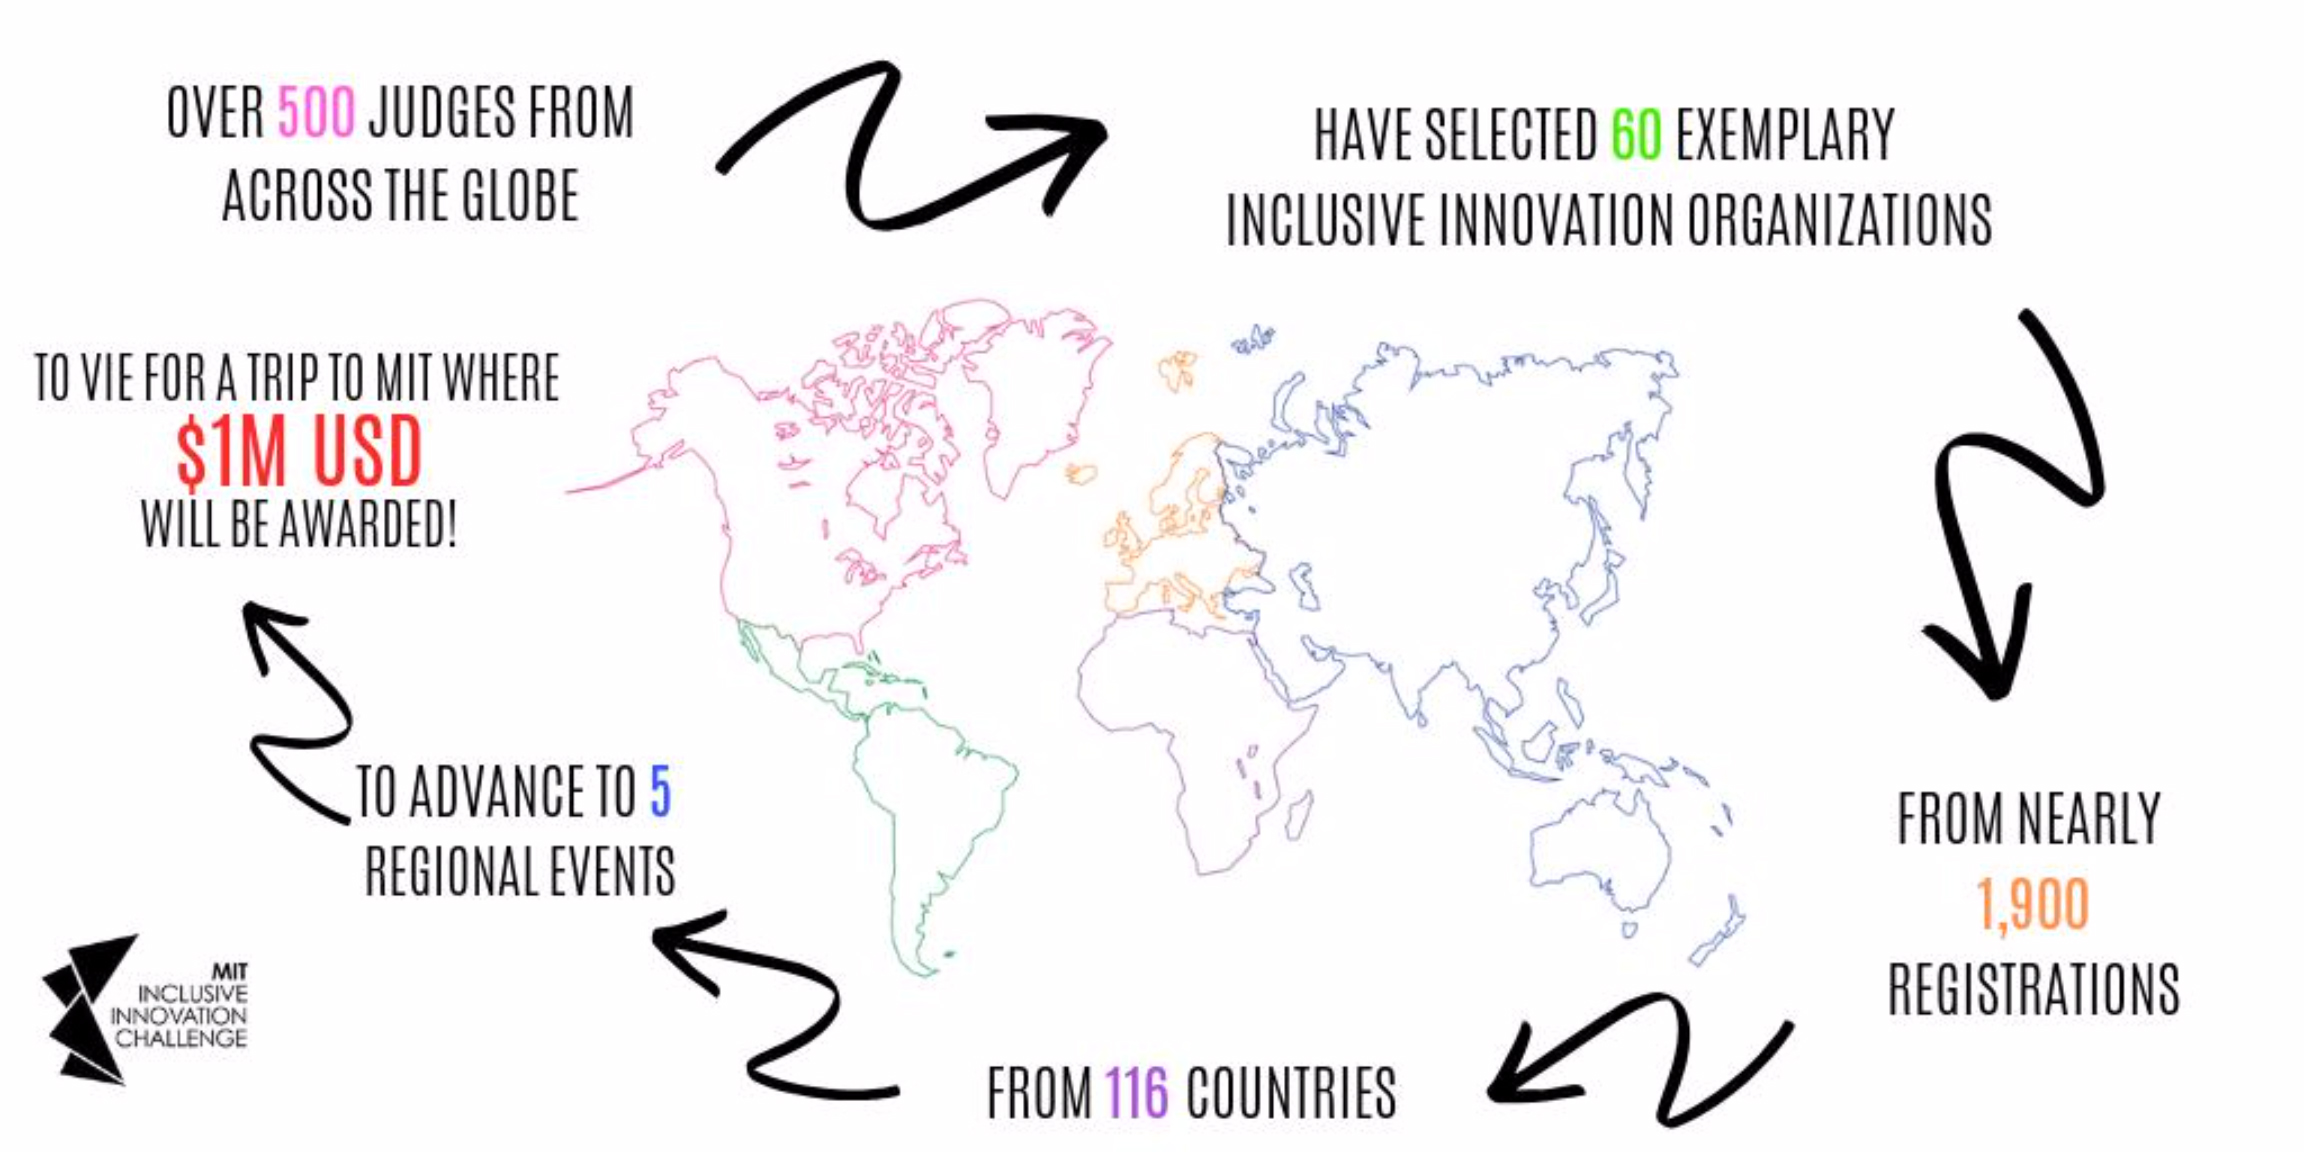 OVER 500 JUDGES FROM
ACROSS THE GLOBE
HAVE SELECTED 60 EXEMPLARY
INCLUSIVE INNOVATION ORGANIZATIONS
FROM NEARLY
1,900
REGISTRATIONS
FROM 116 COUNTRIES
TO ADVANCE TO 5
REGIONAL EVENTS
TO VIE FOR A TRIP TO MIT WHERE
$1M USD
WILL BE AWARDED!
MIT
INCLUSIVE
INNOVATION
CHALLENGE